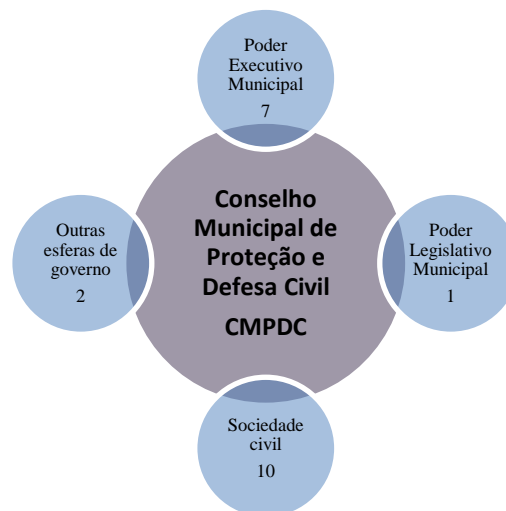 Poder
Executivo
Municipal
7
Conselho
Municipal de
Proteção e
Defesa Civil
CMPDC
Outras
esferas de
governo
2
Poder
Legislativo
Municipal
1
Sociedade
civil
10